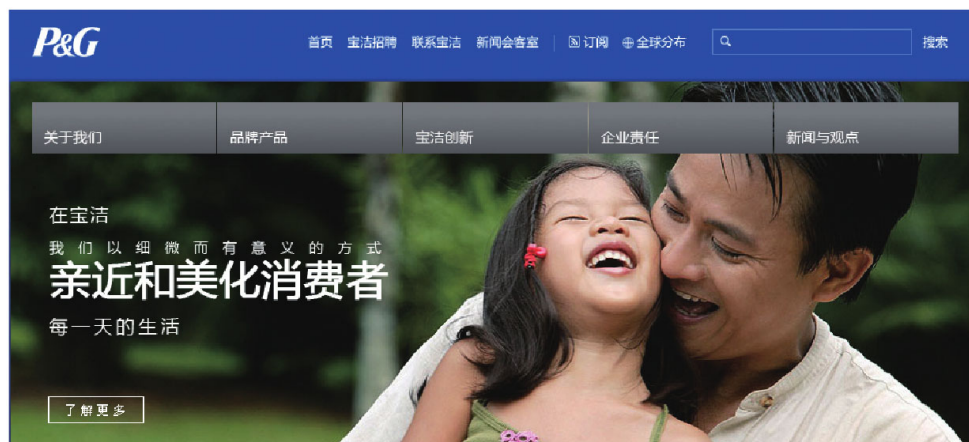 P&G
首页 宝洁招聘 联系宝洁 新闻会客室 订阅 全球分布 搜索
关于我们 品牌产品 宝洁创新 企业责任 新闻与观点
在宝洁
我们以细微而有意义的方式
亲近和美化消费者
每一天的生活
了解更多